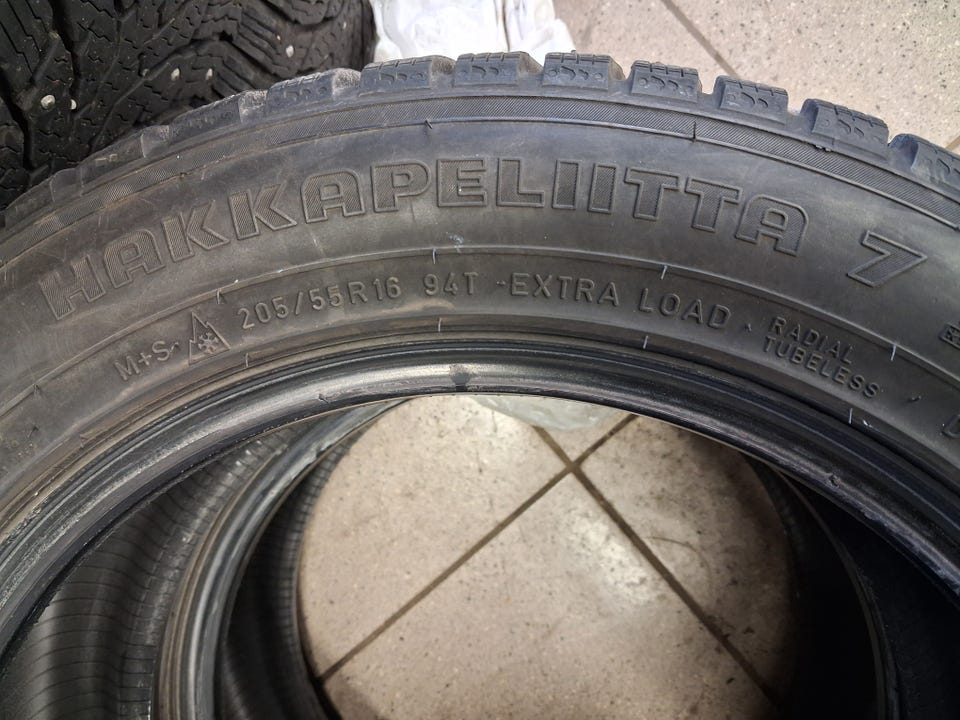 HAKKAPELIITTA 7
M+S 205/55R16 94T EXTRA LOAD RADIAL
TUBELESS